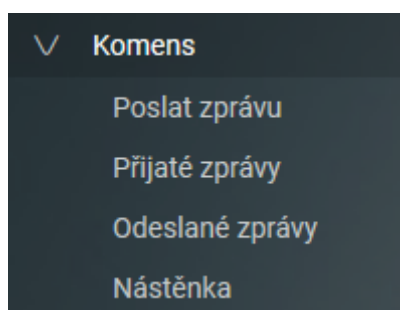 Komens
Poslat zprávu
Přijaté zprávy
Odeslané zprávy
Nástěnka